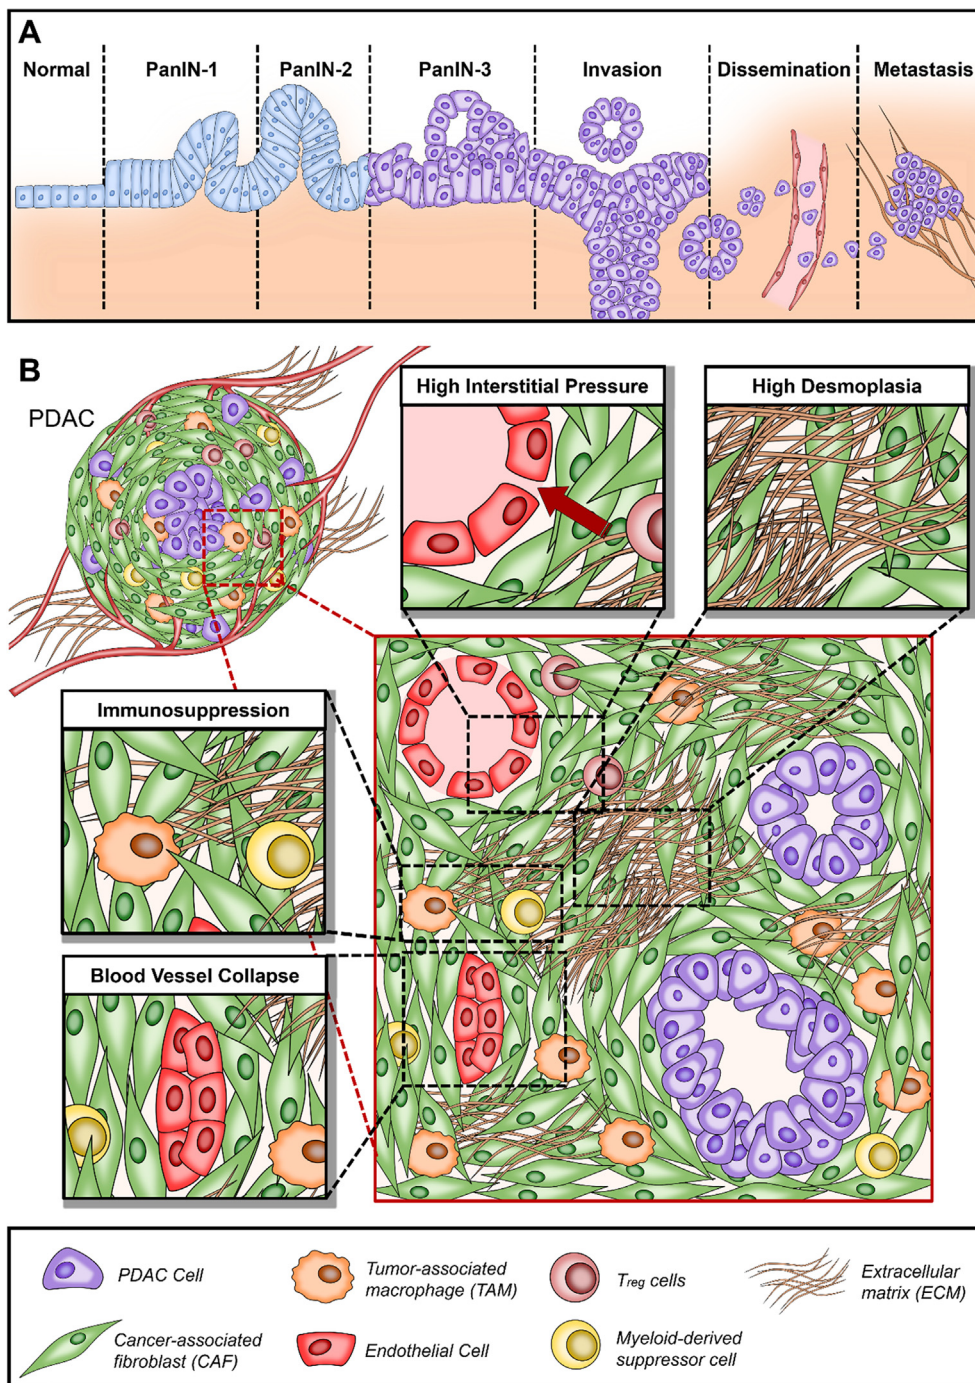 A
Normal
PanIN-1
PanIN-2
PanIN-3
Invasion
Dissemination
Metastasis
B
PDAC
High Interstitial Pressure
High Desmoplasia
Immunosuppression
Blood Vessel Collapse
PDAC Cell
Tumor-associated
macrophage (TAM)
Treg cells
Extracellular
matrix (ECM)
Cancer-associated
fibroblast (CAF)
Endothelial Cell
Myeloid-derived
suppressor cell